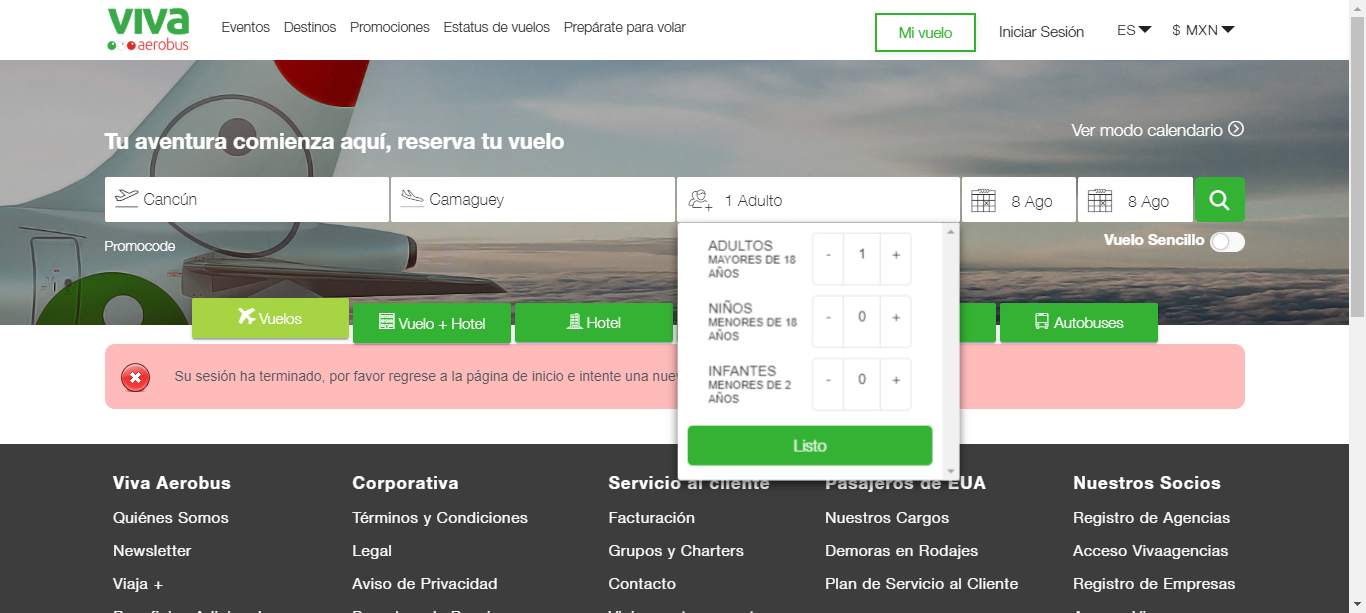 viva
aerobus
Eventos
Destinos
Promociones
Estatus de vuelos
Prepárate para volar
Mi vuelo
Iniciar Sesión
ES
$ MXN
Tu aventura comienza aquí, reserva tu vuelo
Ver modo calendario
Cancún
Camaguey
1 Adulto
8 Ago
8 Ago
Promocode
Vuelo Sencillo
ADULTOS
MAYORES DE 18
AÑOS
- 1 +
NIÑOS
MENORES DE 18
AÑOS
- 0 +
INFANTES
MENORES DE 2
AÑOS
- 0 +
Listo
Vuelos
Vuelo + Hotel
Hotel
Autobuses
Su sesión ha terminado, por favor regrese a la página de inicio e intente una
Viva Aerobus
Quiénes Somos
Newsletter
Viaja +
Corporativa
Términos y Condiciones
Legal
Aviso de Privacidad
Servicio al cliente
Facturación
Grupos y Charters
Contacto
Pasajeros de EUA
Nuestros Cargos
Demoras en Rodajes
Plan de Servicio al Cliente
Nuestros Socios
Registro de Agencias
Acceso Vivaagencias
Registro de Empresas